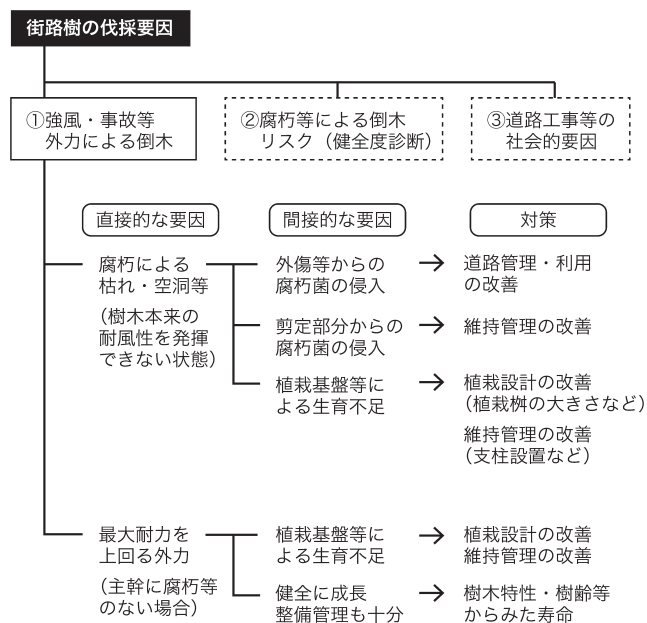 街路樹の伐採要因
①強風・事故等
外力による倒木
②腐朽等による倒木
リスク（健全度診断）
③道路工事等の
社会的要因
直接的な要因
間接的な要因
対策
腐朽による
枯れ・空洞等
（樹木本来の
耐風性を発揮
できない状態）
外傷等からの
腐朽菌の侵入
道路管理・利用
の改善
剪定部分からの
腐朽菌の侵入
維持管理の改善
植栽基盤等に
よる生育不足
植栽設計の改善
（植栽桝の大きさなど）
維持管理の改善
（支柱設置など）
最大耐力を
上回る外力
（主幹に腐朽等
のない場合）
植栽基盤等に
よる生育不足
植栽設計の改善
維持管理の改善
健全に成長
整備管理も十分
樹木特性・樹齢等
からみた寿命